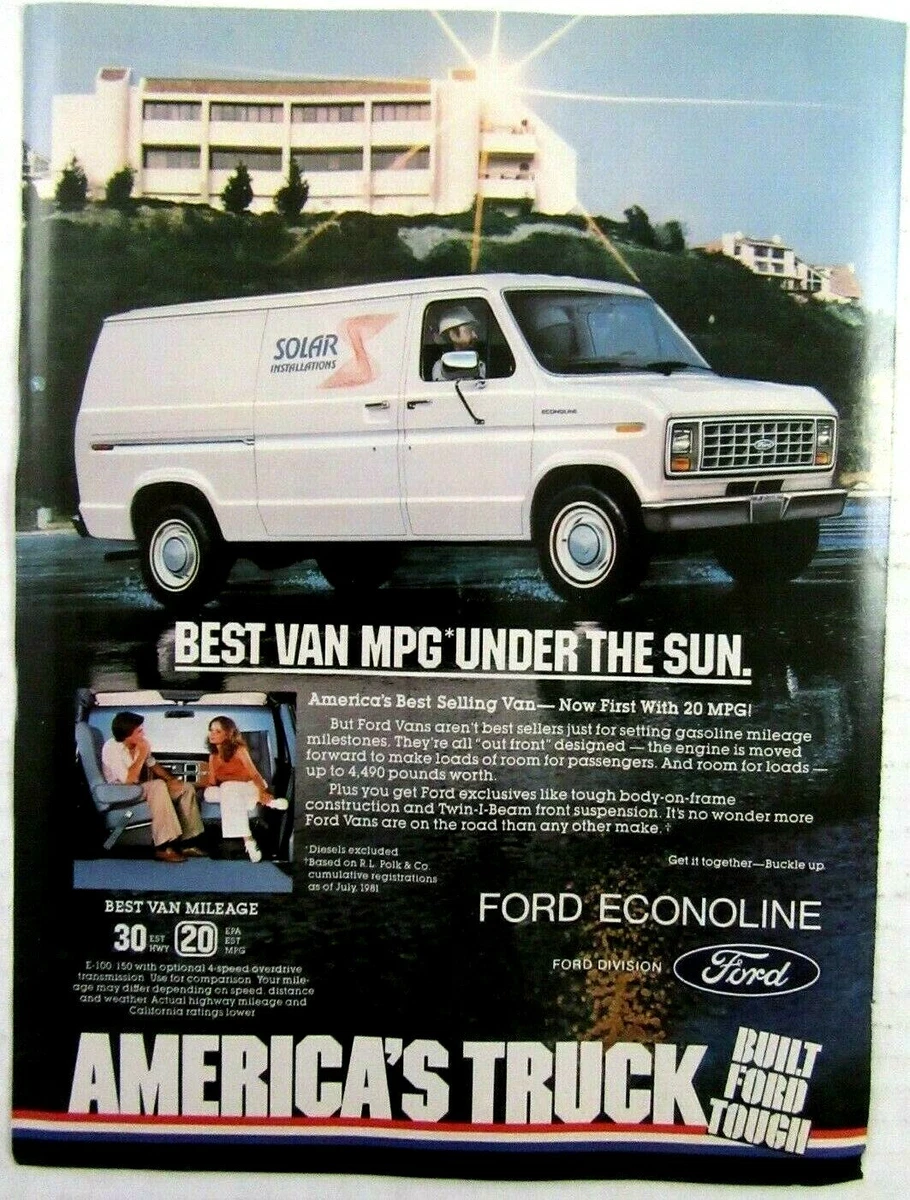 SOLAR
INSTALLATIONS
ECONOLINE
Ford
BEST VAN MPG* UNDER THE SUN.
America's Best Selling Van — Now First With 20 MPG!
But Ford Vans aren't best sellers just for setting gasoline mileage
milestones. They're all "out front" designed — the engine is moved
forward to make loads of room for passengers. And room for loads —
up to 4,490 pounds worth.
Plus you get Ford exclusives like tough body-on-frame
construction and Twin-I-Beam front suspension. It's no wonder more
Ford Vans are on the road than any other make.†
*Diesels excluded
†Based on R.L. Polk & Co.
cumulative registrations
as of July, 1981
Get it together—Buckle up.
BEST VAN MILEAGE
30 EST HWY 20 EPA EST MPG
E-100 150 with optional 4-speed overdrive
transmission. Use for comparison. Your mile-
age may differ depending on speed, distance
and weather. Actual highway mileage and
California ratings lower
FORD ECONOLINE
FORD DIVISION Ford
AMERICA'S TRUCK
BUILT
FORD
TOUGH